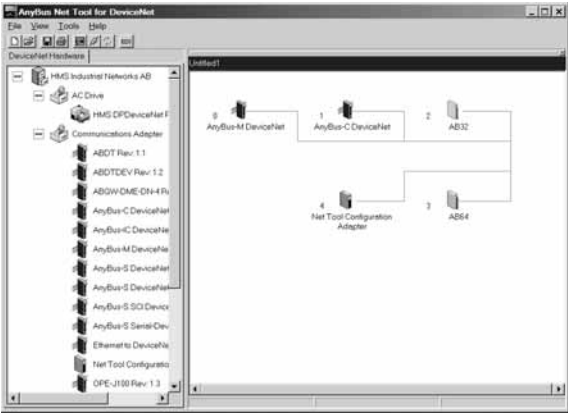 AnyBus Net Tool for DeviceNet
File View Tools Help
DeviceNet Hardware
HMS Industrial Networks AB
AC Drive
HMS DPDeviceNet F
Communications Adapter
ABDT Rev: 1.1
ABDTDEV Rev: 1.2
ABGW-DME-DN-4 R
AnyBus-C DeviceNet
AnyBus-IC DeviceNe
AnyBus-M DeviceNe
AnyBus-S DeviceNet
AnyBus-S DeviceNet
AnyBus-S SCI Device
AnyBus-S Serial-Dev
Ethernet to DeviceNe
Net Tool Configuratio
OPE-J100 Rev: 1.3
Untitled1
0
AnyBus-M DeviceNet
1
AnyBus-C DeviceNet
2
AB32
4
Net Tool Configuration
Adapter
3
AB64